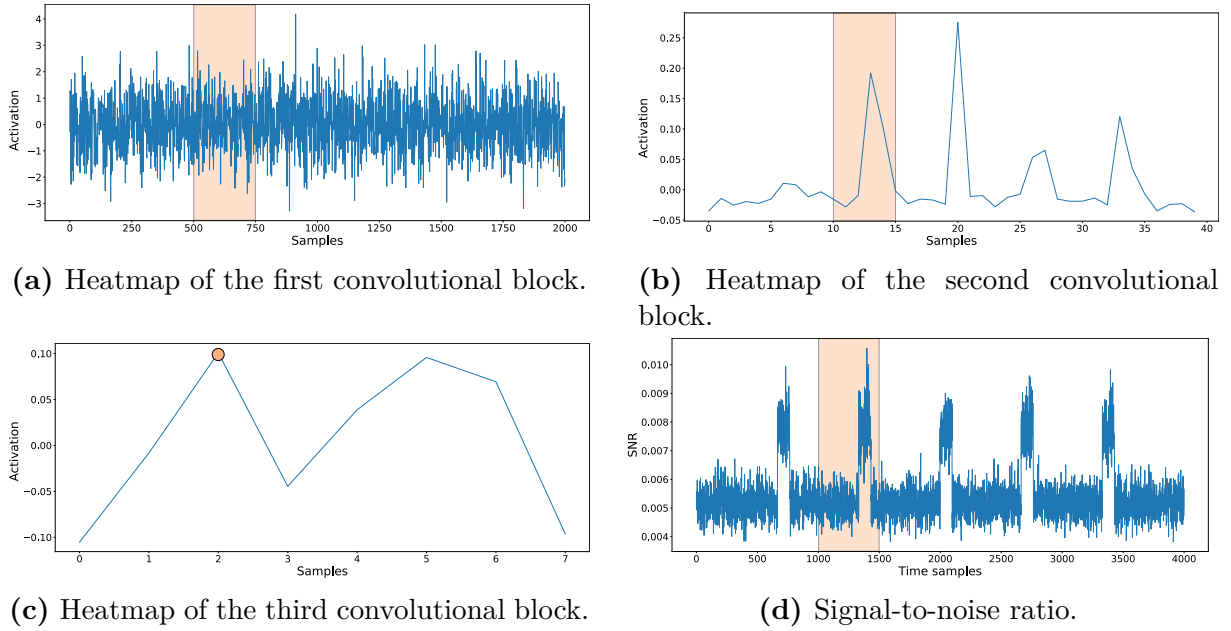 4
3
2
1
0
−1
−2
−3
Activation
0 250 500 750 1000 1250 1500 1750 2000
Samples
(a) Heatmap of the first convolutional block.
0.25
0.20
0.15
0.10
0.05
0.00
−0.05
Activation
0 5 10 15 20 25 30 35 40
Samples
(b) Heatmap of the second convolutional
block.
0.10
0.05
0.00
−0.05
−0.10
Activation
0 1 2 3 4 5 6 7
Samples
(c) Heatmap of the third convolutional block.
0.010
0.009
0.008
0.007
0.006
0.005
0.004
SNR
0 500 1000 1500 2000 2500 3000 3500 4000
Time samples
(d) Signal-to-noise ratio.